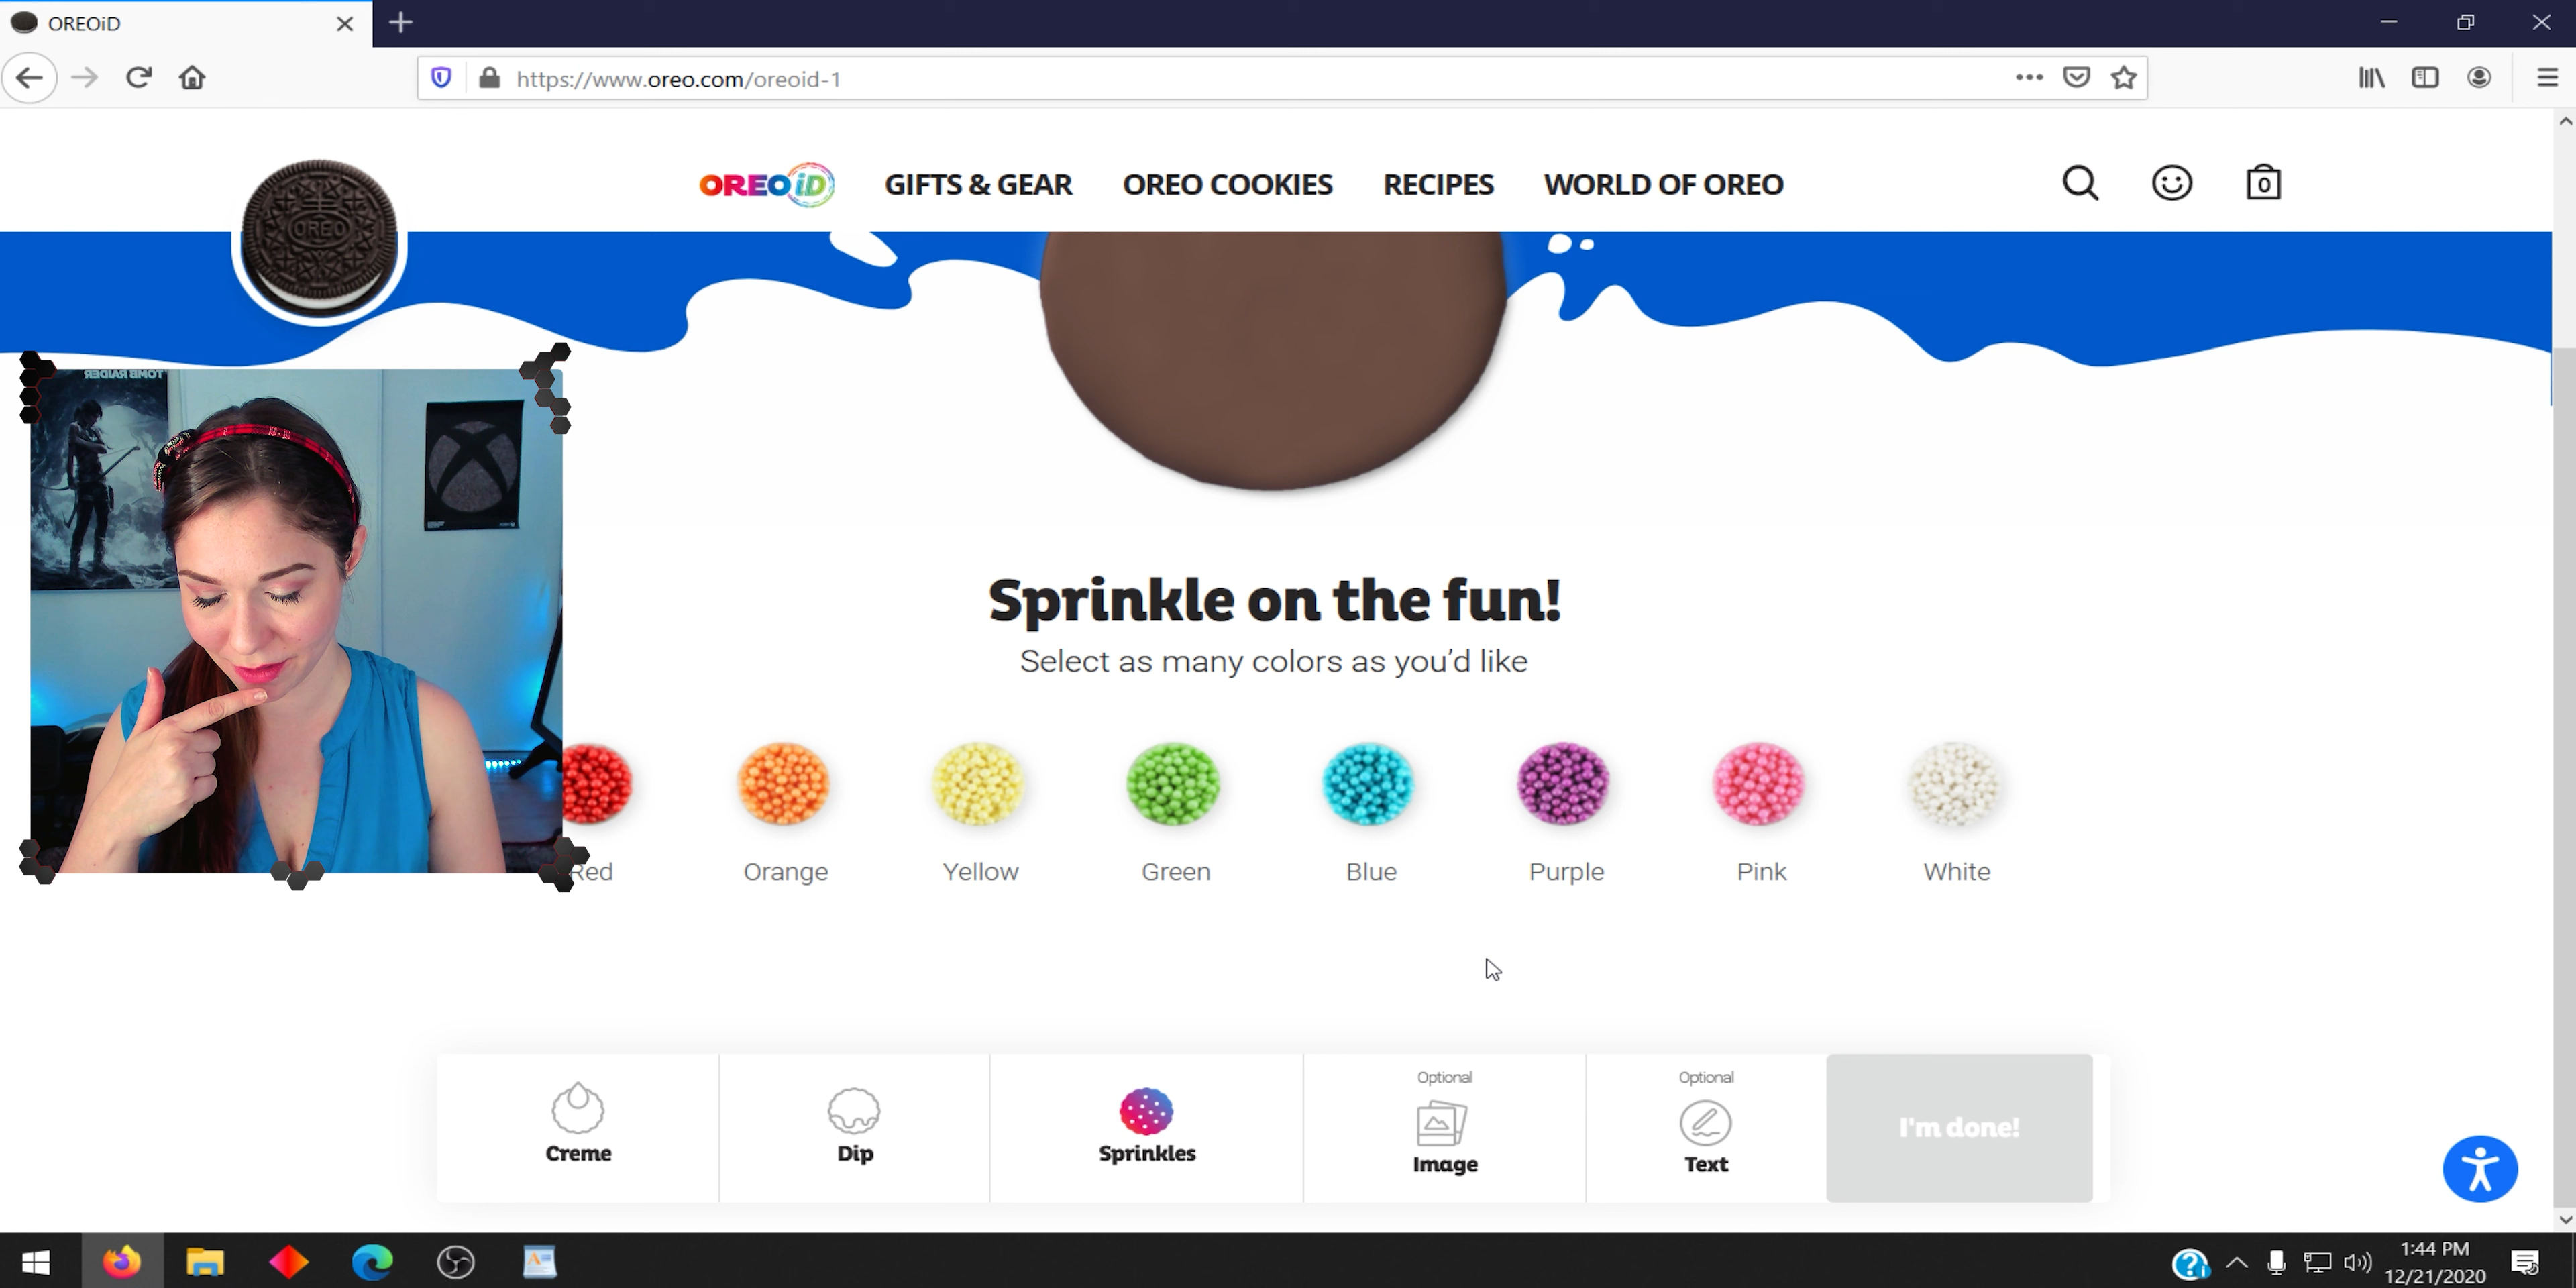 OREOiD
https://www.oreo.com/oreoid-1
OREOiD GIFTS & GEAR OREO COOKIES RECIPES WORLD OF OREO
0
OREO
TOMB RAIDER
Sprinkle on the fun!
Select as many colors as you'd like
Red Orange Yellow Green Blue Purple Pink White
Optional Optional
Creme Dip Sprinkles Image Text I'm done!
1:44 PM
12/21/2020